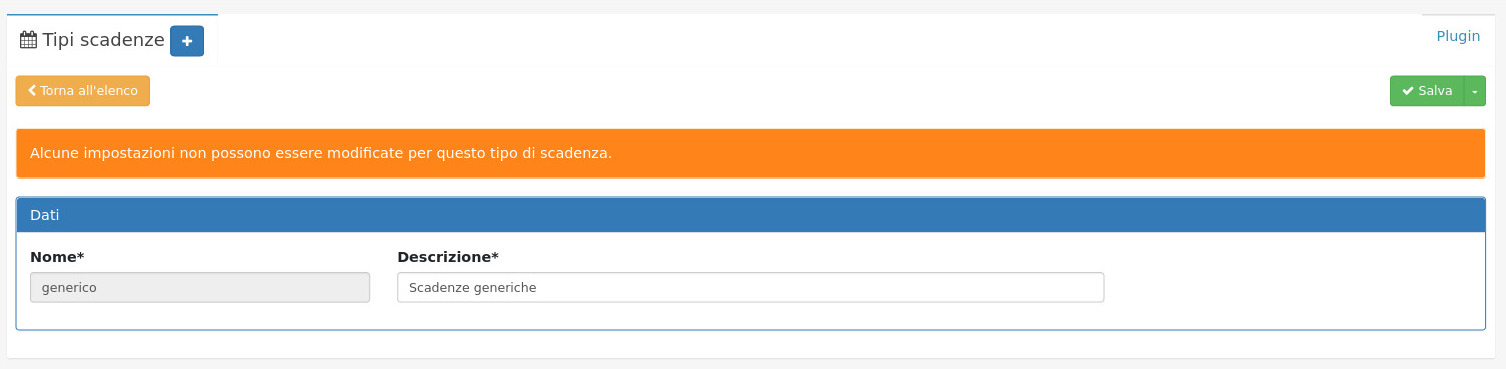 Tipi scadenze
Plugin
Torna all'elenco
Salva
Alcune impostazioni non possono essere modificate per questo tipo di scadenza.
Dati
Nome* Descrizione*
generico Scadenze generiche